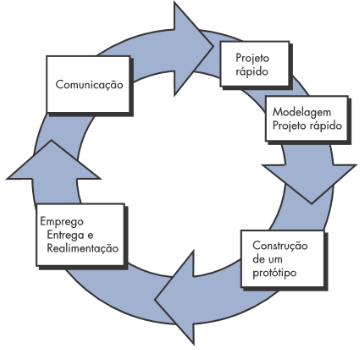 Comunicação
Projeto
rápido
Modelagem
Projeto rápido
Construção
de um
protótipo
Emprego
Entrega e
Realimentação